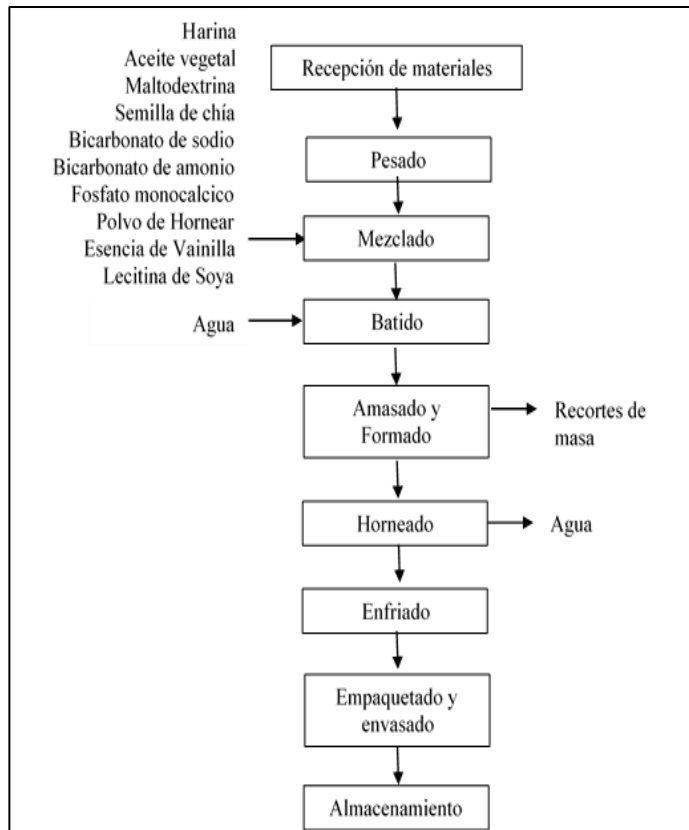 Harina
Aceite vegetal
Maltodextrina
Semilla de chía
Bicarbonato de sodio
Bicarbonato de amonio
Fosfato monocalcico
Polvo de Hornear
Esencia de Vainilla
Lecitina de Soya
Agua
Recepción de materiales
Pesado
Mezclado
Batido
Amasado y
Formado
Recortes de
masa
Horneado
Agua
Enfriado
Empaquetado y
envasado
Almacenamiento